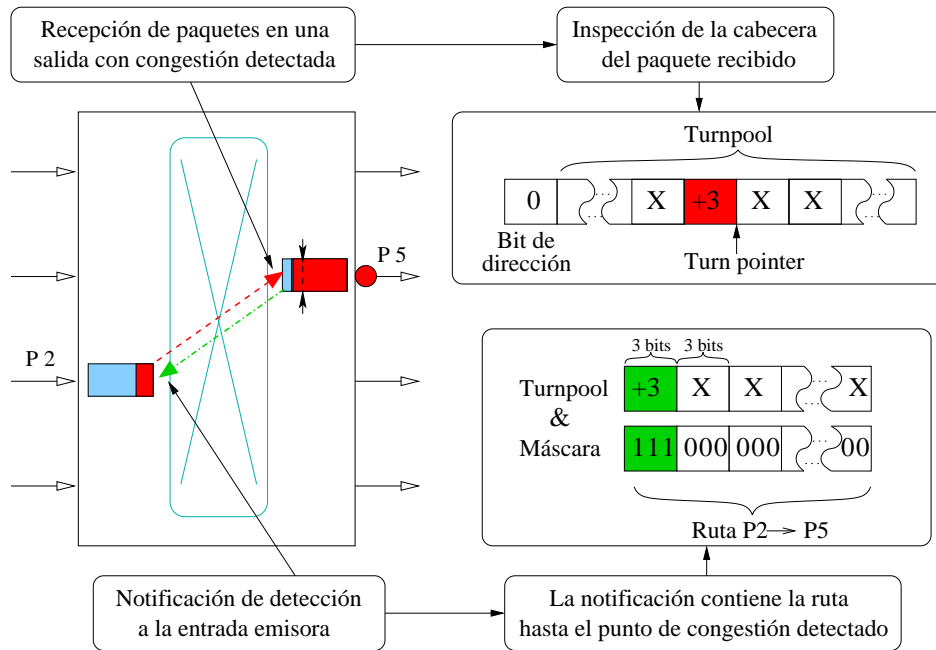 Recepción de paquetes en una
salida con congestión detectada
Inspección de la cabecera
del paquete recibido
Turnpool
0 ... X +3 X X ...
Bit de
dirección
Turn pointer
P 5
P 2
3 bits 3 bits
Turnpool
&
Máscara
+3 X X ... X
111 000 000 ... 00
Ruta P2 P5
Notificación de detección
a la entrada emisora
La notificación contiene la ruta
hasta el punto de congestión detectado